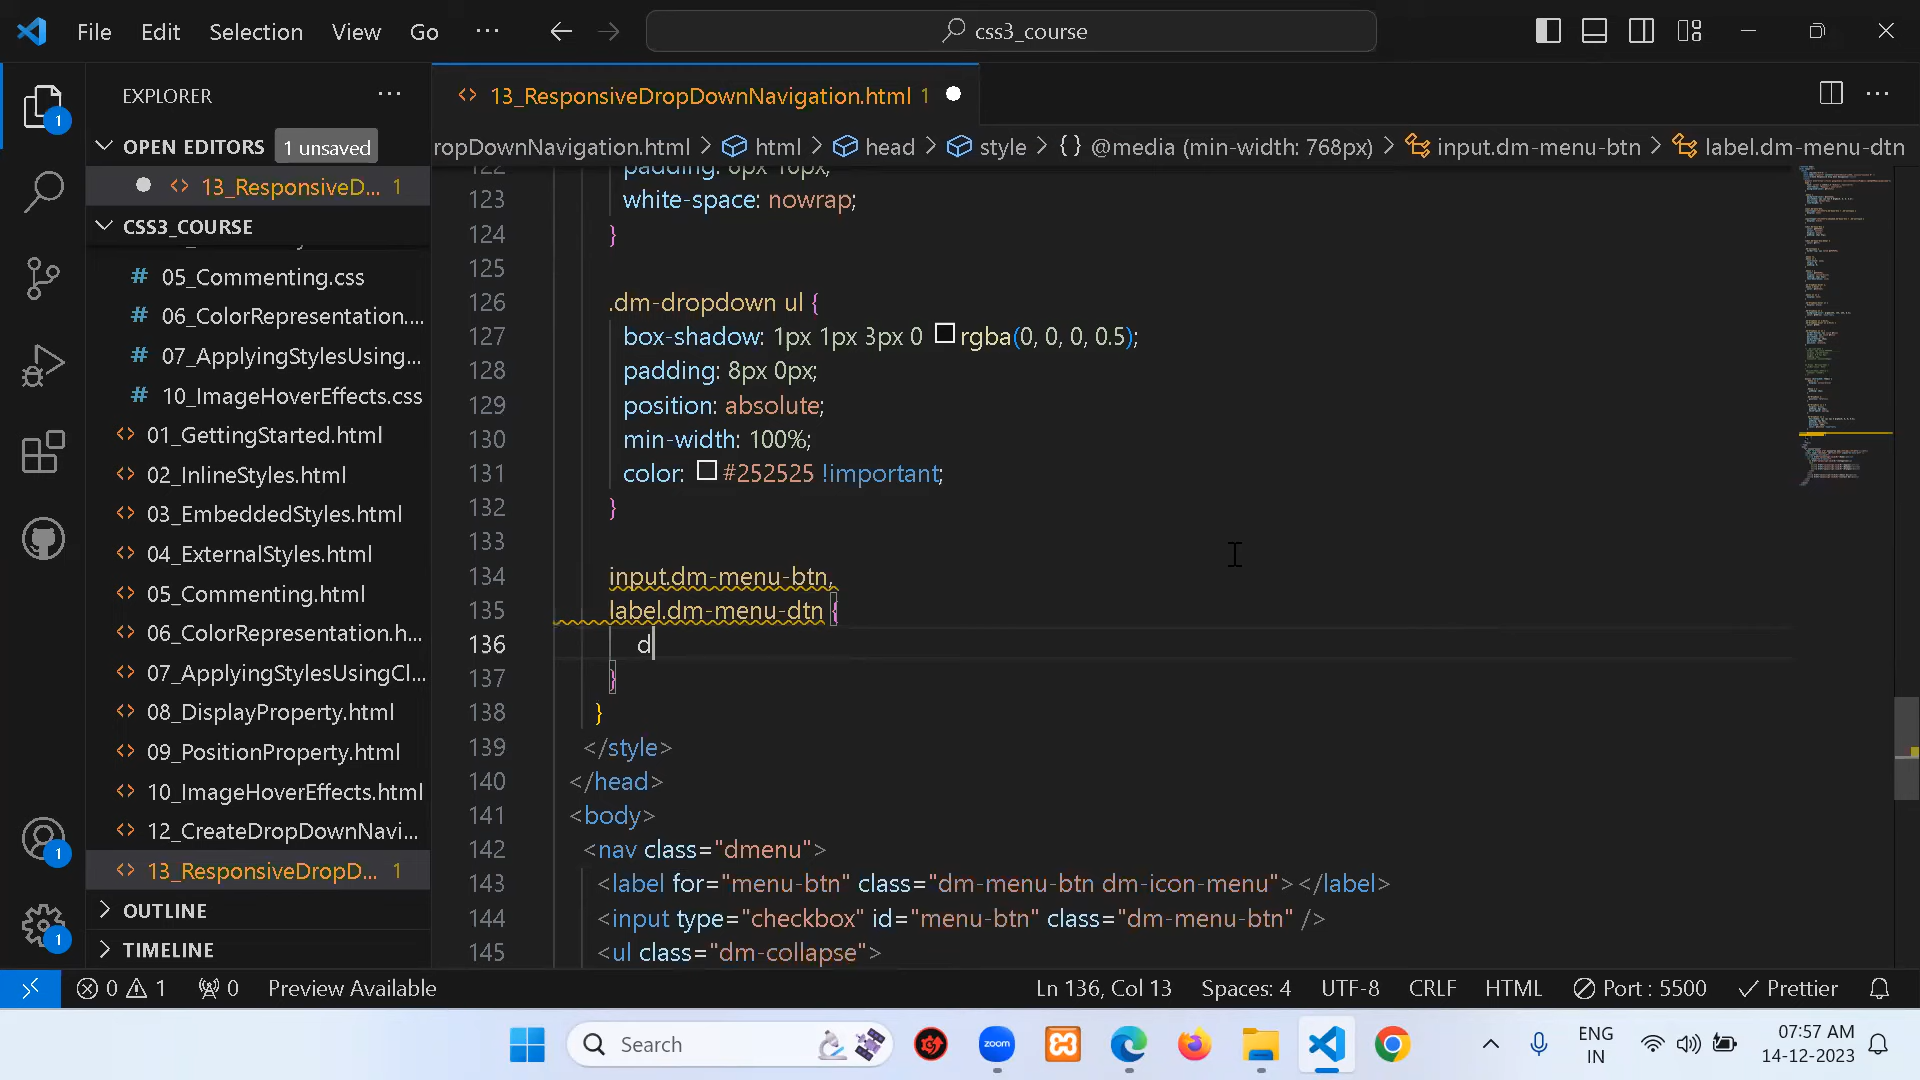 File Edit Selection View Go ... css3_course
EXPLORER ...
13_ResponsiveDropDownNavigation.html 1
OPEN EDITORS 1 unsaved
ropDownNavigation.html > html > head > style > {} @media (min-width: 768px) > input.dm-menu-btn > label.dm-menu-dtn
13_ResponsiveD... 1
CSS3_COURSE
05_Commenting.css
06_ColorRepresentation....
07_ApplyingStylesUsing...
10_ImageHoverEffects.css
01_GettingStarted.html
02_InlineStyles.html
03_EmbeddedStyles.html
04_ExternalStyles.html
05_Commenting.html
06_ColorRepresentation.h...
07_ApplyingStylesUsingCl...
08_DisplayProperty.html
09_PositionProperty.html
10_ImageHoverEffects.html
12_CreateDropDownNavi...
13_ResponsiveDropD... 1
OUTLINE
TIMELINE
1
1
1
122 padding: 8px 16px;
123 white-space: nowrap;
124 }
125
126 .dm-dropdown ul {
127 box-shadow: 1px 1px 3px 0 rgba(0, 0, 0, 0.5);
128 padding: 8px 0px;
129 position: absolute;
130 min-width: 100%;
131 color: #252525 !important;
132 }
133
134 input.dm-menu-btn,
135 label.dm-menu-dtn {
136 d
137 }
138 }
139 </style>
140 </head>
141 <body>
142 <nav class="dmenu">
143 <label for="menu-btn" class="dm-menu-btn dm-icon-menu"></label>
144 <input type="checkbox" id="menu-btn" class="dm-menu-btn" />
145 <ul class="dm-collapse">
0 1 0 Preview Available Ln 136, Col 13 Spaces: 4 UTF-8 CRLF HTML Port : 5500 Prettier
Search zoom ENG IN 07:57 AM 14-12-2023